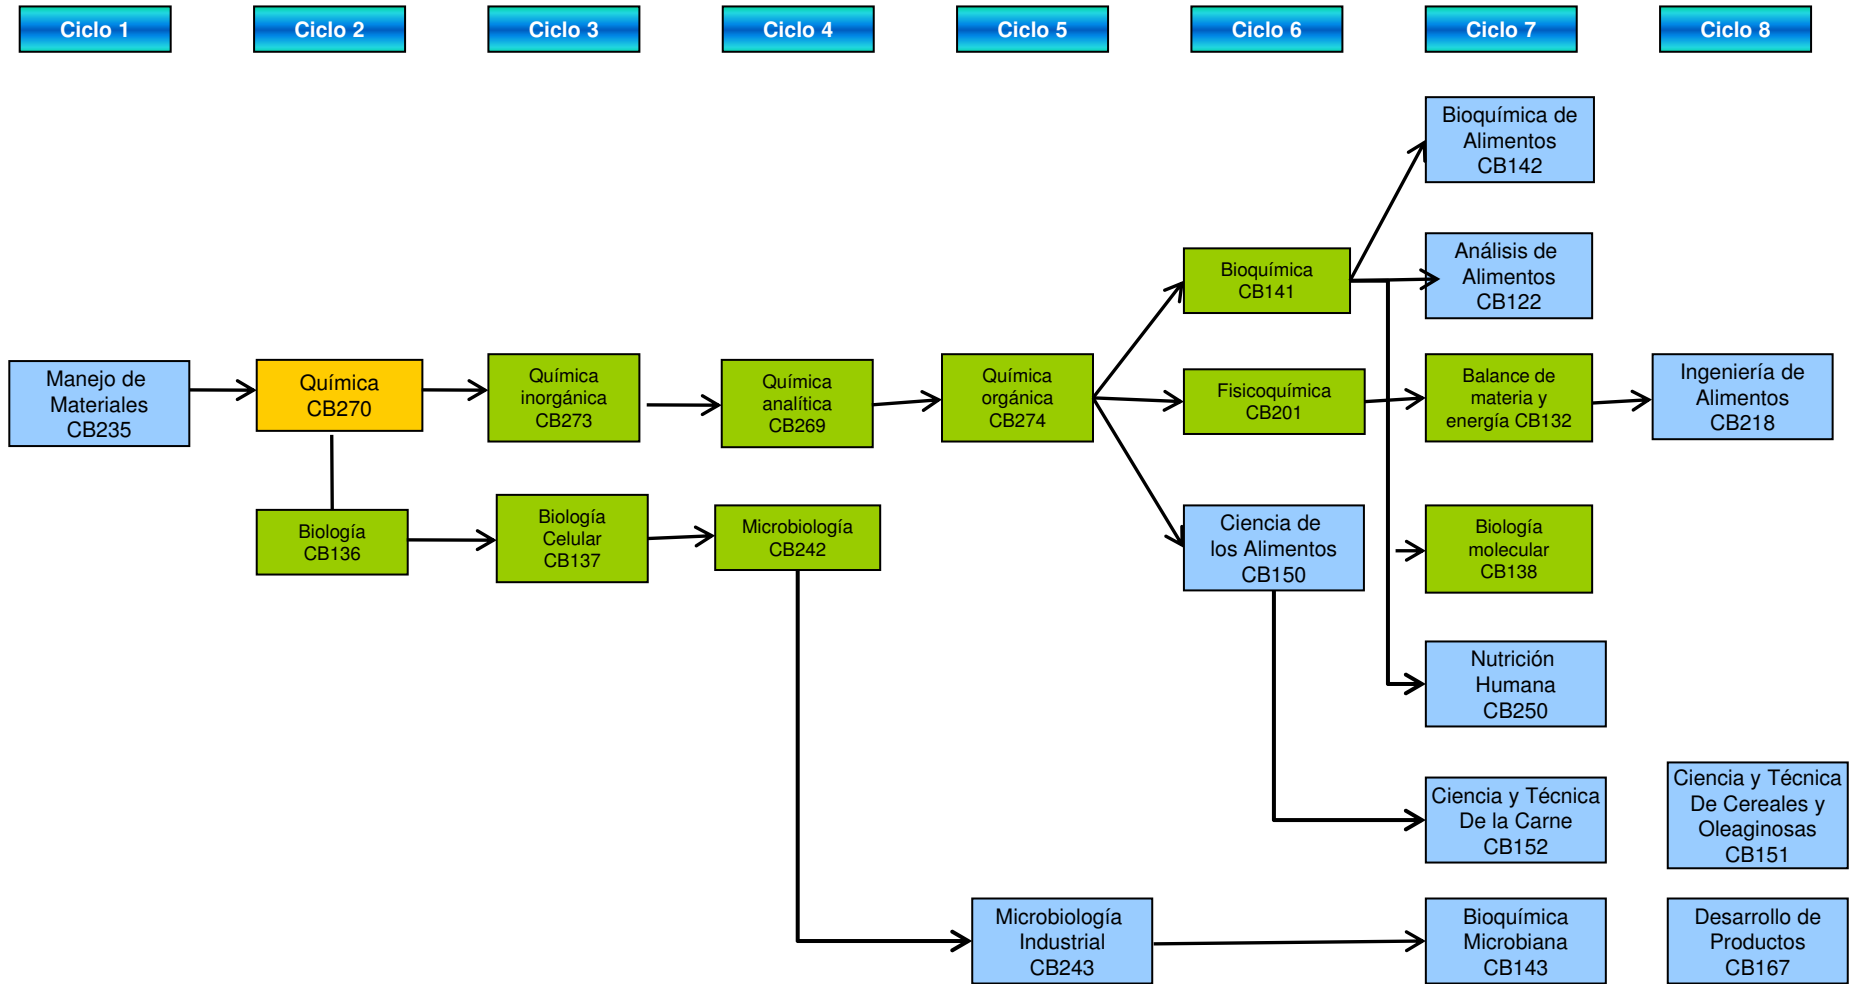 Ciclo 1
Ciclo 2
Ciclo 3
Ciclo 4
Ciclo 5
Ciclo 6
Ciclo 7
Ciclo 8
Bioquímica de
Alimentos
CB142
Bioquímica
CB141
Análisis de
Alimentos
CB122
Manejo de
Materiales
CB235
Química
CB270
Química
inorgánica
CB273
Química
analítica
CB269
Química
orgánica
CB274
Fisicoquímica
CB201
Balance de
materia y
energía CB132
Ingeniería de
Alimentos
CB218
Biología
CB136
Biología
Celular
CB137
Microbiología
CB242
Ciencia de
los Alimentos
CB150
Biología
molecular
CB138
Nutrición
Humana
CB250
Ciencia y Técnica
De la Carne
CB152
Ciencia y Técnica
De Cereales y
Oleaginosas
CB151
Microbiología
Industrial
CB243
Bioquímica
Microbiana
CB143
Desarrollo de
Productos
CB167